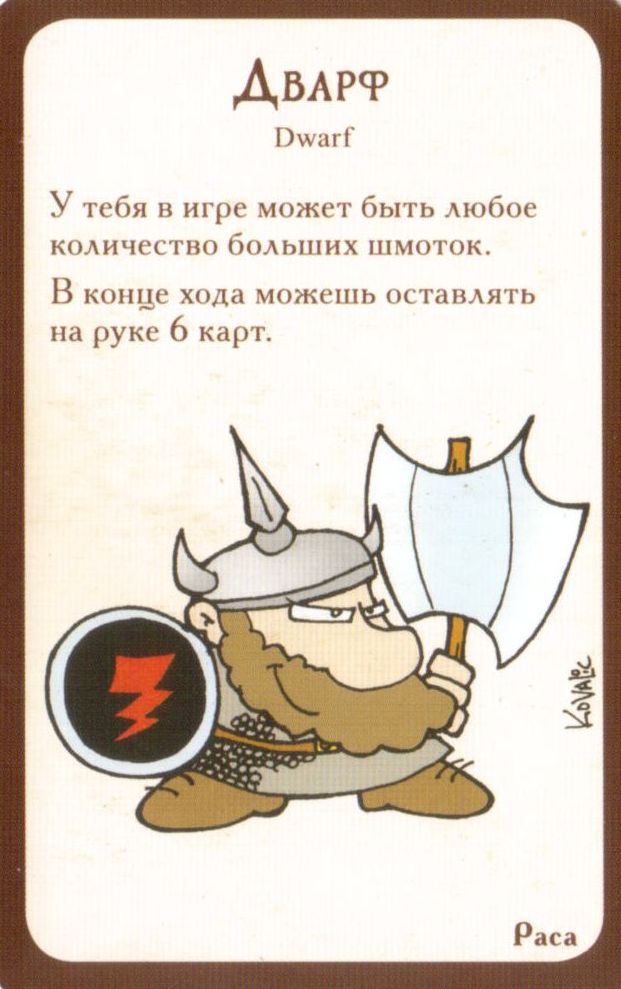 Дварф
Dwarf
У тебя в игре может быть любое
количество больших шмоток.
В конце хода можешь оставлять
на руке 6 карт.
Kovalic
Раса